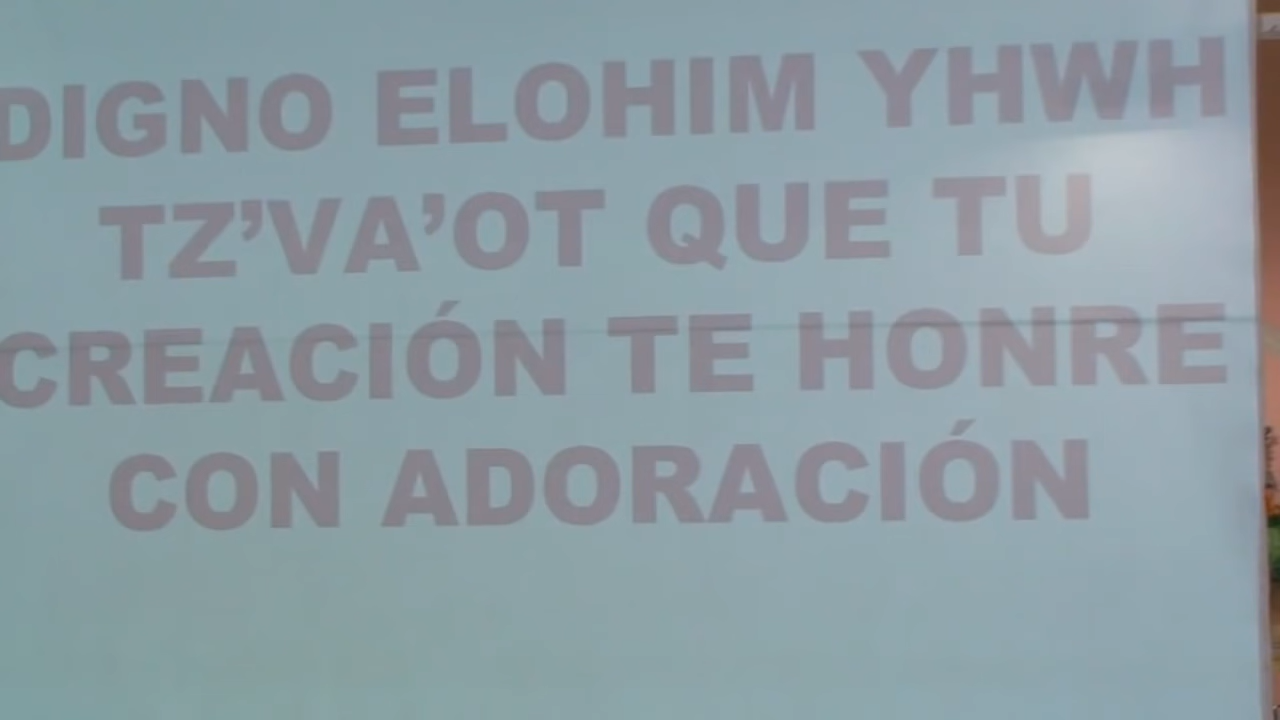 DIGNO ELOHIM YHWH
TZ’VA’OT QUE TU
CREACIÓN TE HONRE
CON ADORACIÓN